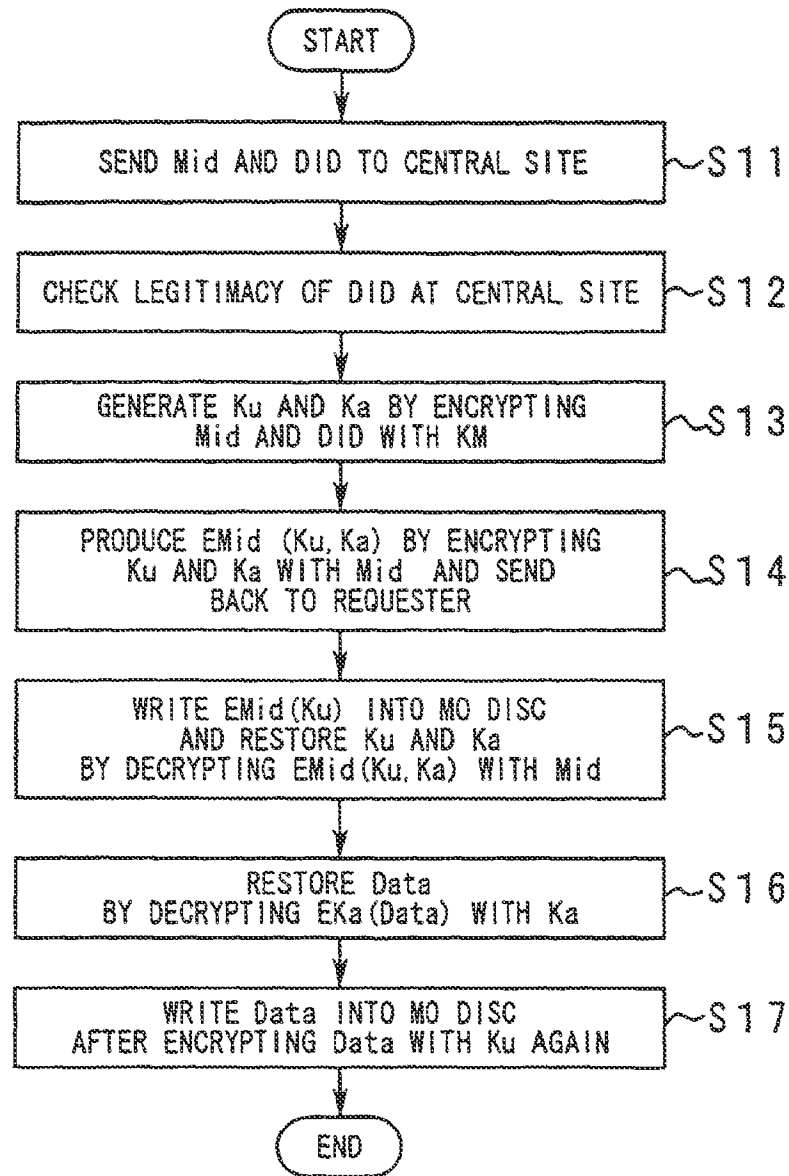 START
SEND Mid AND DID TO CENTRAL SITE
S11
CHECK LEGITIMACY OF DID AT CENTRAL SITE
S12
GENERATE Ku AND Ka BY ENCRYPTING
Mid AND DID WITH KM
S13
PRODUCE EMid (Ku,Ka) BY ENCRYPTING
Ku AND Ka WITH Mid AND SEND
BACK TO REQUESTER
S14
WRITE EMid(Ku) INTO MO DISC
AND RESTORE Ku AND Ka
BY DECRYPTING EMid(Ku,Ka) WITH Mid
S15
RESTORE Data
BY DECRYPTING EKa(Data) WITH Ka
S16
WRITE Data INTO MO DISC
AFTER ENCRYPTING Data WITH Ku AGAIN
S17
END